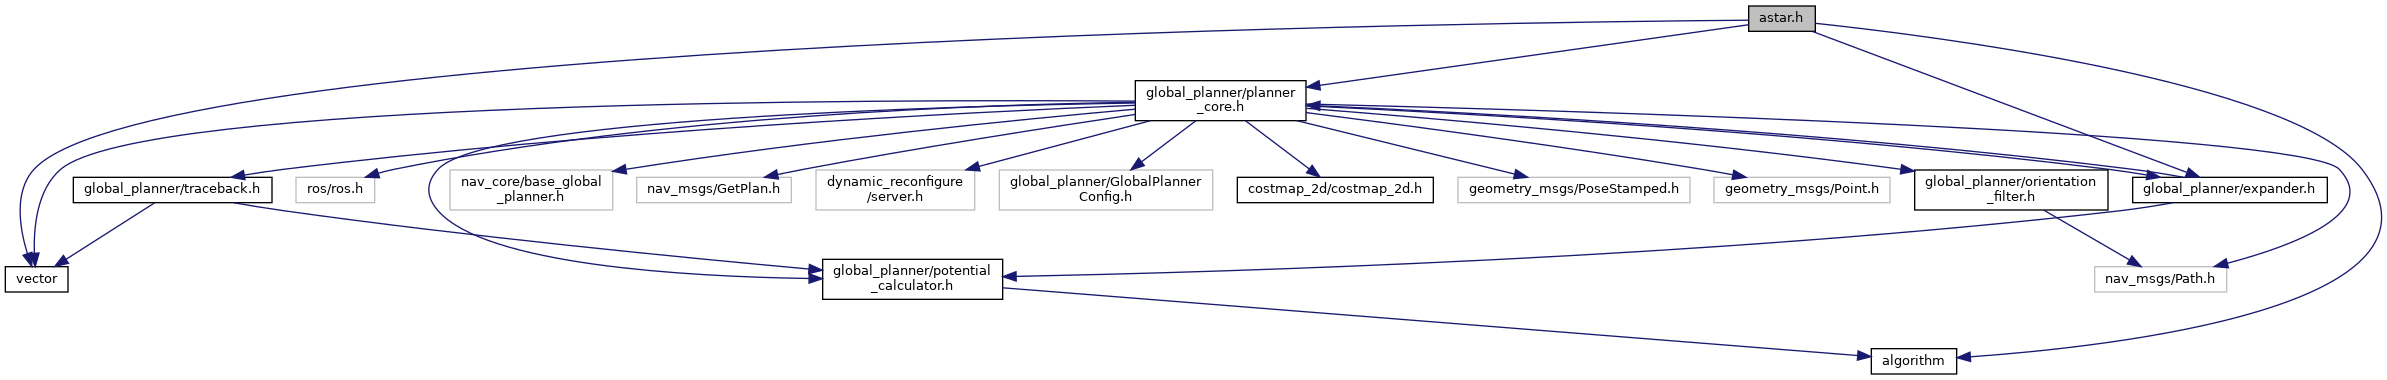 astar.h
global_planner/planner
_core.h
global_planner/traceback.h
ros/ros.h
nav_core/base_global
_planner.h
nav_msgs/GetPlan.h
dynamic_reconfigure
/server.h
global_planner/GlobalPlanner
Config.h
costmap_2d/costmap_2d.h
geometry_msgs/PoseStamped.h
geometry_msgs/Point.h
global_planner/orientation
_filter.h
global_planner/expander.h
vector
global_planner/potential
_calculator.h
nav_msgs/Path.h
algorithm